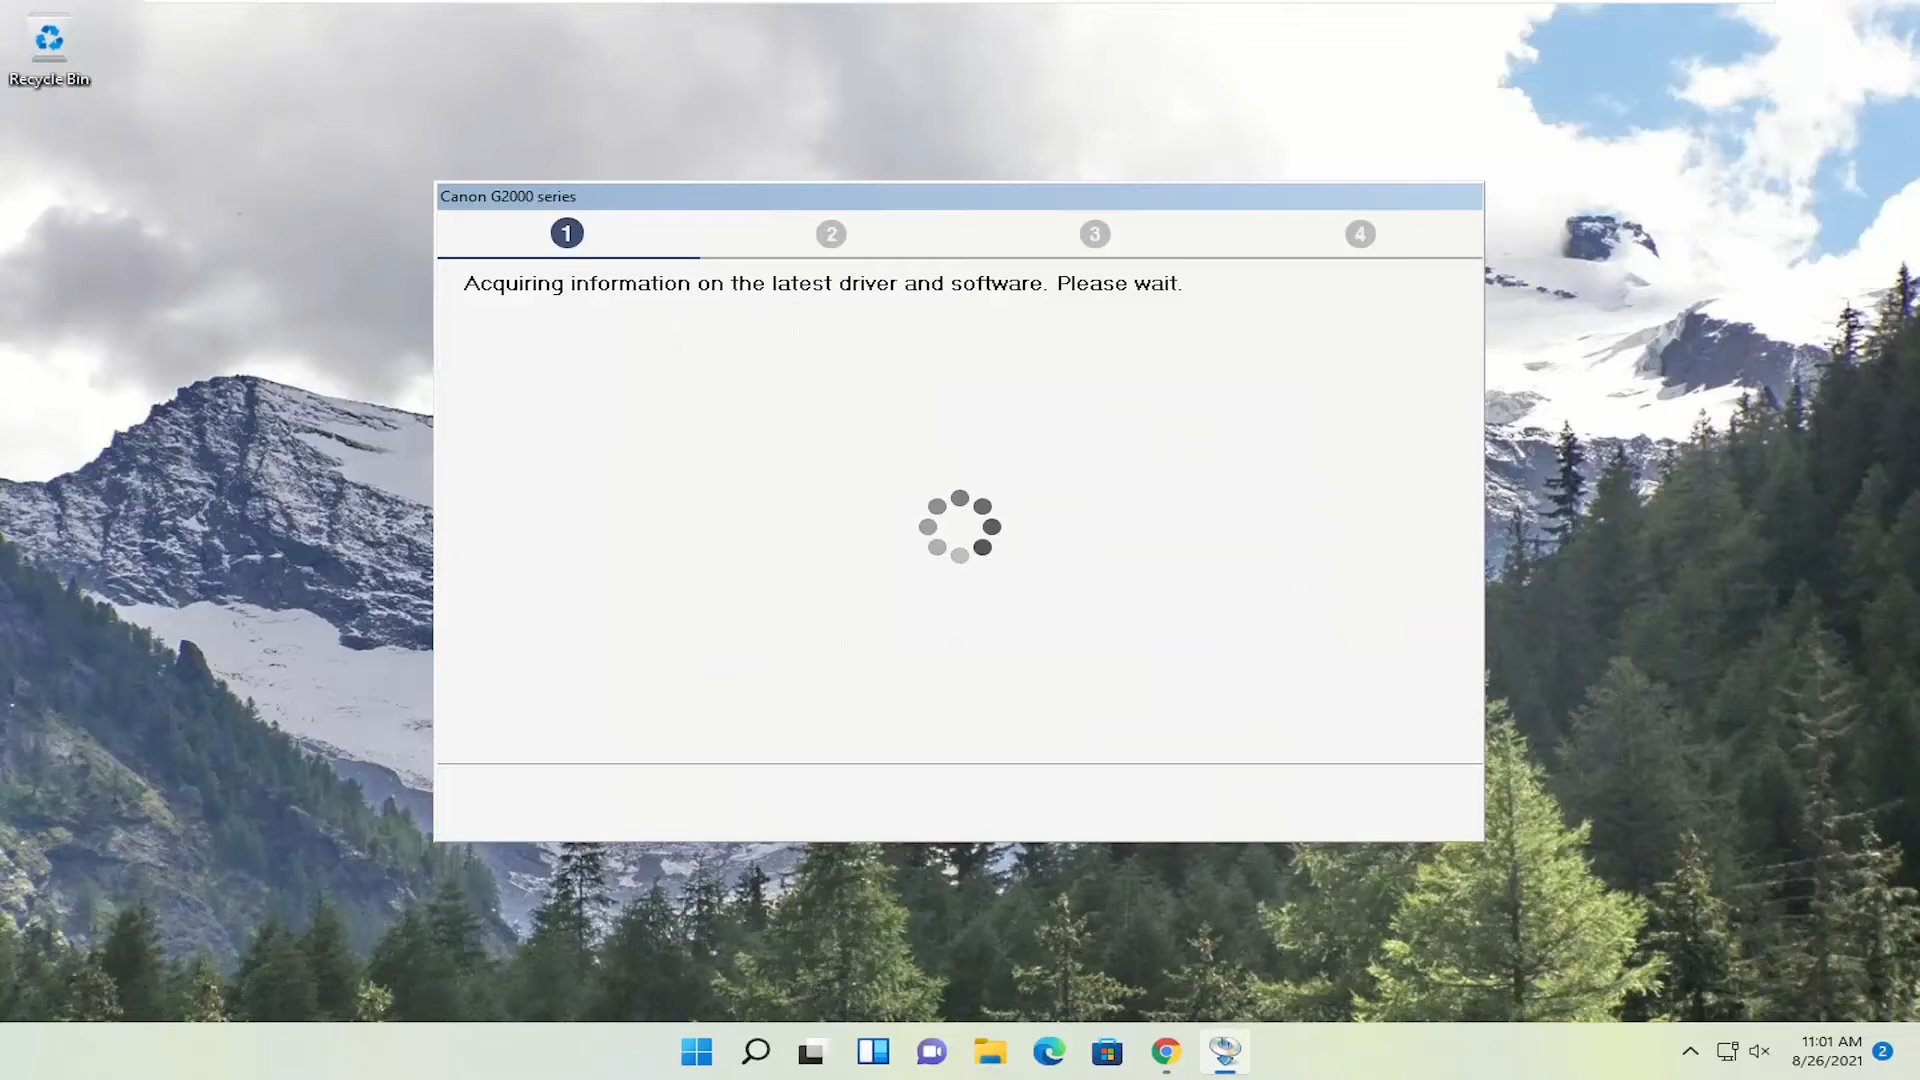 Recycle Bin
Canon G2000 series
1
2
3
4
Acquiring information on the latest driver and software. Please wait.
11:01 AM
8/26/2021
2